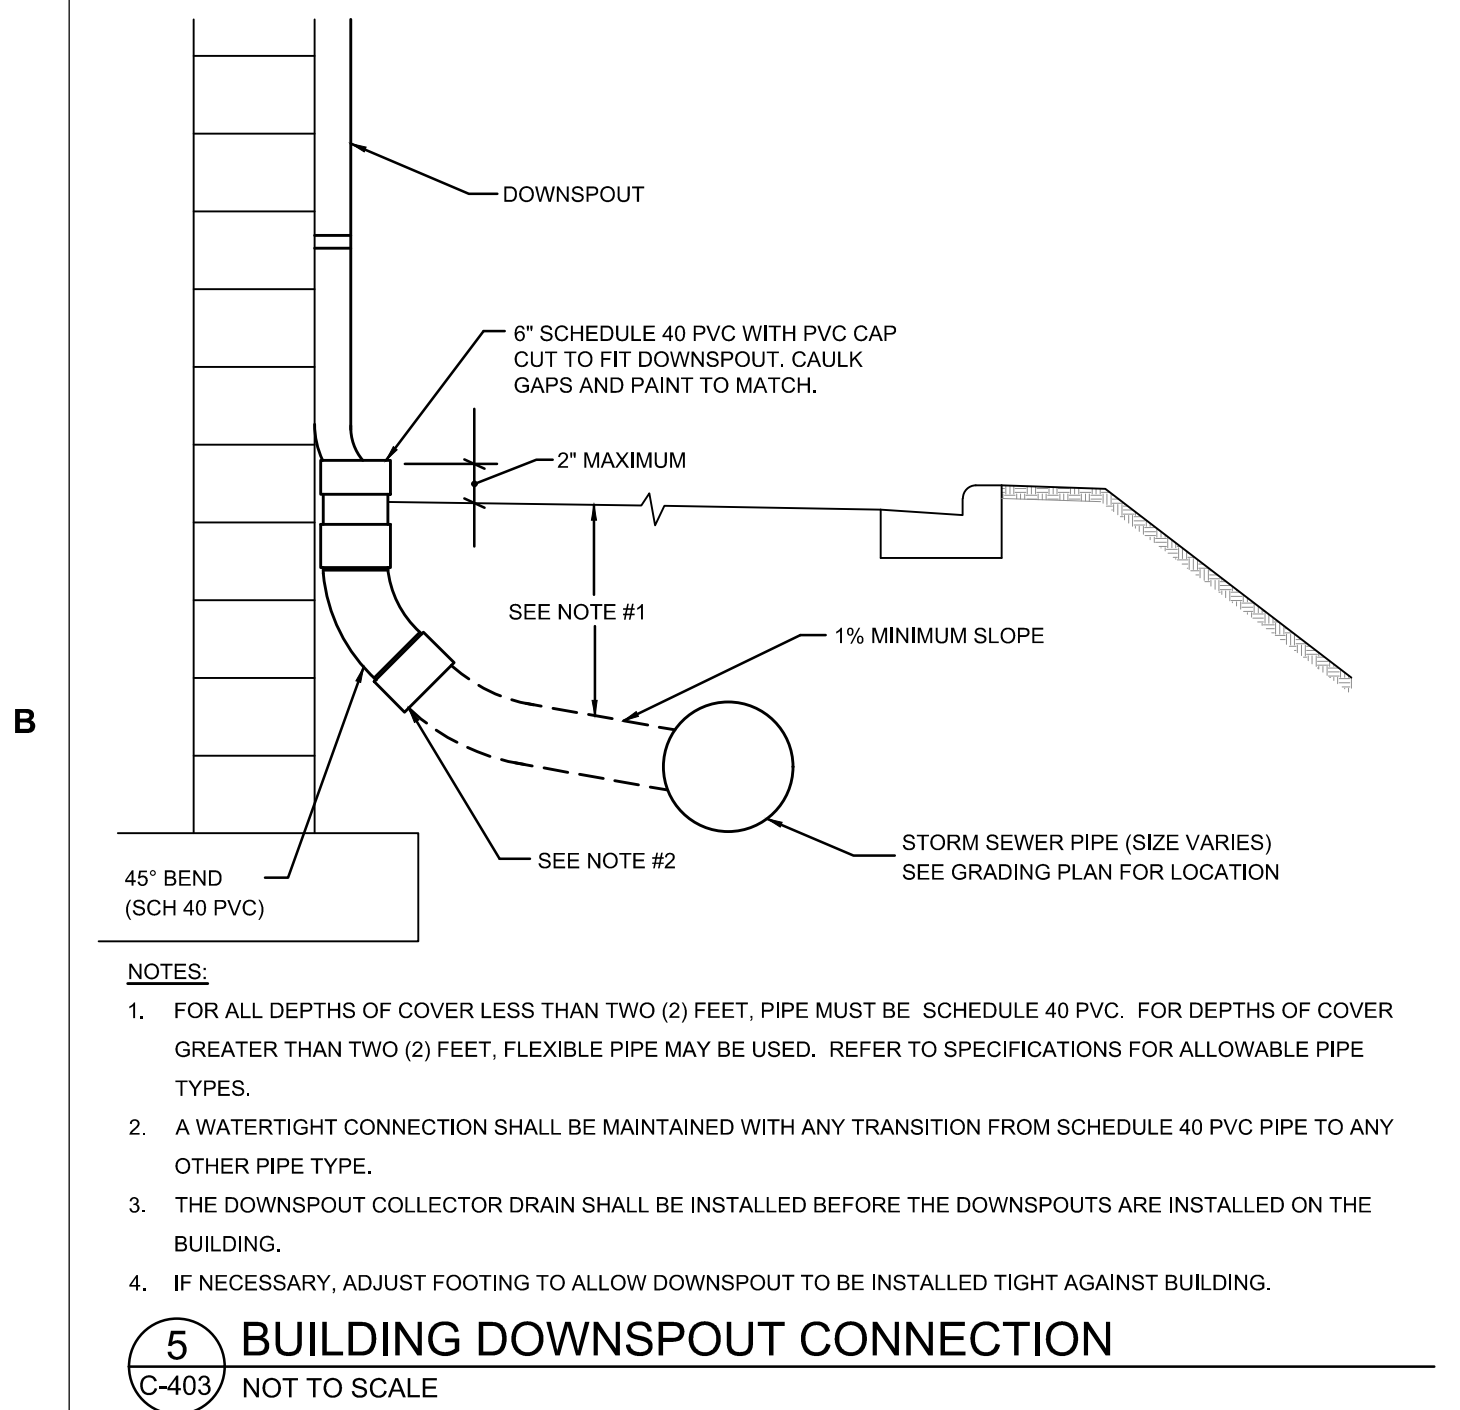 DOWNSPOUT
6" SCHEDULE 40 PVC WITH PVC CAP
CUT TO FIT DOWNSPOUT. CAULK
GAPS AND PAINT TO MATCH.
2" MAXIMUM
SEE NOTE #1
1% MINIMUM SLOPE
B
STORM SEWER PIPE (SIZE VARIES)
SEE GRADING PLAN FOR LOCATION
SEE NOTE #2
45° BEND
(SCH 40 PVC)
NOTES:
1. FOR ALL DEPTHS OF COVER LESS THAN TWO (2) FEET, PIPE MUST BE SCHEDULE 40 PVC. FOR DEPTHS OF COVER
GREATER THAN TWO (2) FEET, FLEXIBLE PIPE MAY BE USED. REFER TO SPECIFICATIONS FOR ALLOWABLE PIPE
TYPES.
2. A WATERTIGHT CONNECTION SHALL BE MAINTAINED WITH ANY TRANSITION FROM SCHEDULE 40 PVC PIPE TO ANY
OTHER PIPE TYPE.
3. THE DOWNSPOUT COLLECTOR DRAIN SHALL BE INSTALLED BEFORE THE DOWNSPOUTS ARE INSTALLED ON THE
BUILDING.
4. IF NECESSARY, ADJUST FOOTING TO ALLOW DOWNSPOUT TO BE INSTALLED TIGHT AGAINST BUILDING.
5
C-403
BUILDING DOWNSPOUT CONNECTION
NOT TO SCALE